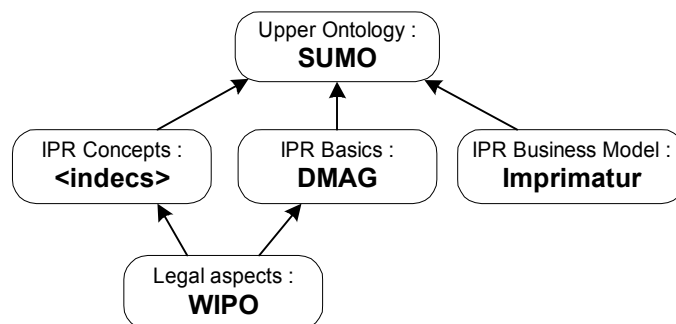 Upper Ontology :
SUMO
IPR Concepts :
<indecs>
IPR Basics :
DMAG
IPR Business Model :
Imprimatur
Legal aspects :
WIPO